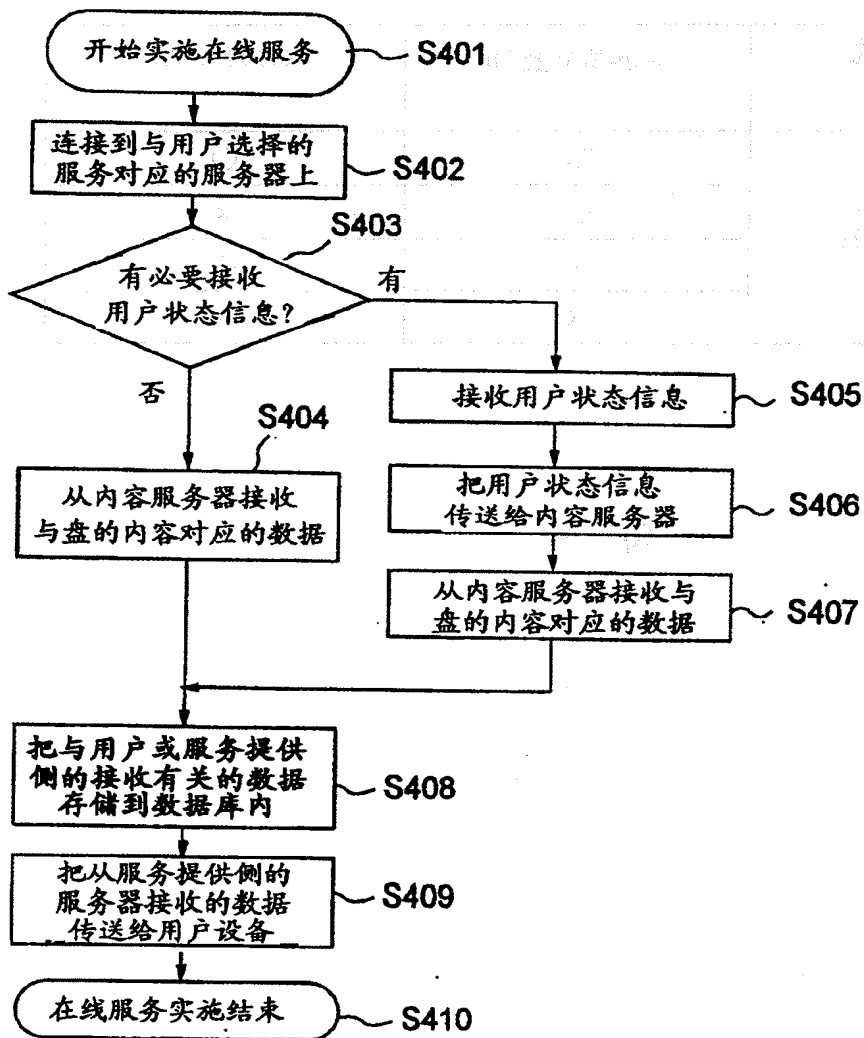 开始实施在线服务
S401
连接到与用户选择的
服务对应的服务器上
S402
S403
有必要接收
用户状态信息?
有
否
接收用户状态信息
S405
S404
从内容服务器接收
与盘的内容对应的数据
把用户状态信息
传送给内容服务器
S406
从内容服务器接收与
盘的内容对应的数据
S407
把与用户或服务提供
侧的接收有关的数据
存储到数据库内
S408
把从服务提供侧的
服务器接收的数据
传送给用户设备
S409
在线服务实施结束
S410